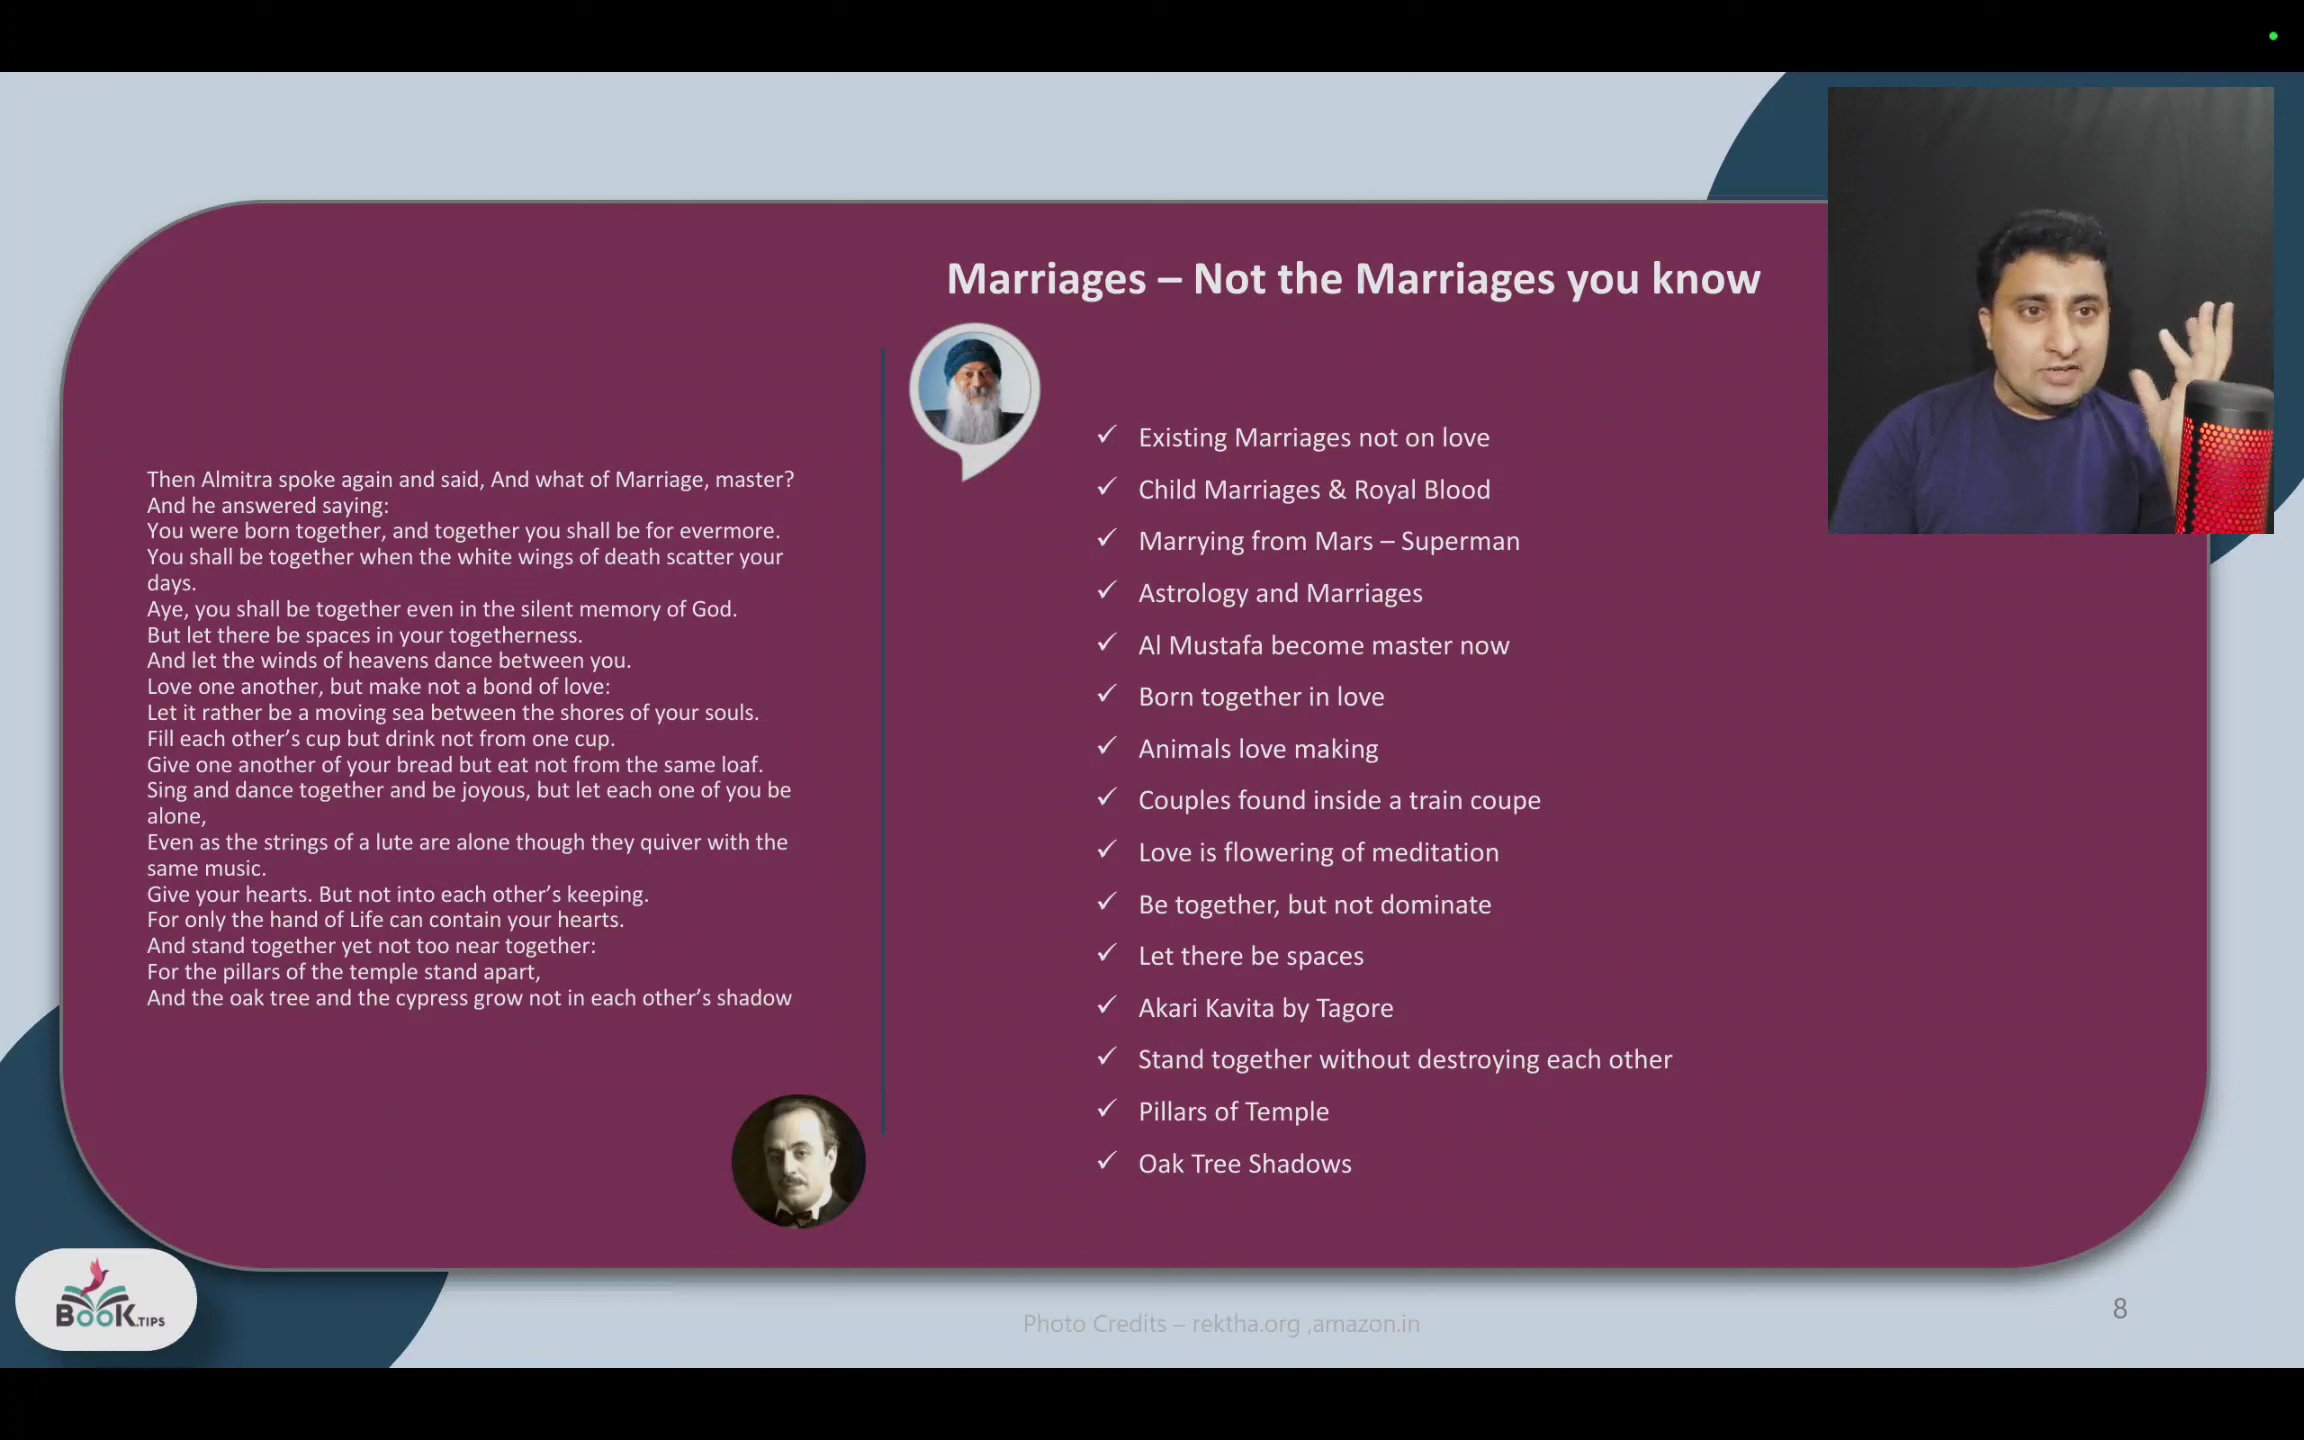 Marriages – Not the Marriages you know
Then Almitra spoke again and said, And what of Marriage, master?
And he answered saying:
You were born together, and together you shall be for evermore.
You shall be together when the white wings of death scatter your
days.
Aye, you shall be together even in the silent memory of God.
But let there be spaces in your togetherness.
And let the winds of heavens dance between you.
Love one another, but make not a bond of love:
Let it rather be a moving sea between the shores of your souls.
Fill each other's cup but drink not from one cup.
Give one another of your bread but eat not from the same loaf.
Sing and dance together and be joyous, but let each one of you be
alone,
Even as the strings of a lute are alone though they quiver with the
same music.
Give your hearts. But not into each other's keeping.
For only the hand of Life can contain your hearts.
And stand together yet not too near together:
For the pillars of the temple stand apart,
And the oak tree and the cypress grow not in each other's shadow
✓ Existing Marriages not on love
✓ Child Marriages & Royal Blood
✓ Marrying from Mars – Superman
✓ Astrology and Marriages
✓ Al Mustafa become master now
✓ Born together in love
✓ Animals love making
✓ Couples found inside a train coupe
✓ Love is flowering of meditation
✓ Be together, but not dominate
✓ Let there be spaces
✓ Akari Kavita by Tagore
✓ Stand together without destroying each other
✓ Pillars of Temple
✓ Oak Tree Shadows
BooK.TIPS
Photo Credits – rektha.org ,amazon.in
8